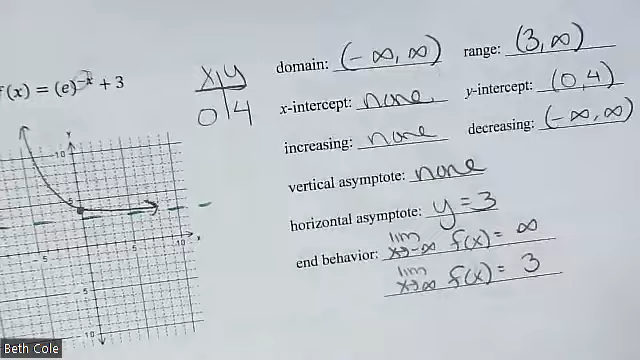 f(x) = (e)^-x + 3
x, y
0 4
domain: (-∞, ∞) range: (3, ∞)
x-intercept: none y-intercept: (0, 4)
increasing: none decreasing: (-∞, ∞)
vertical asymptote: none
horizontal asymptote: y = 3
end behavior: lim x→-∞ f(x) = ∞
lim x→∞ f(x) = 3
y
10
-5 5 10 x
-5
-10
Beth Cole